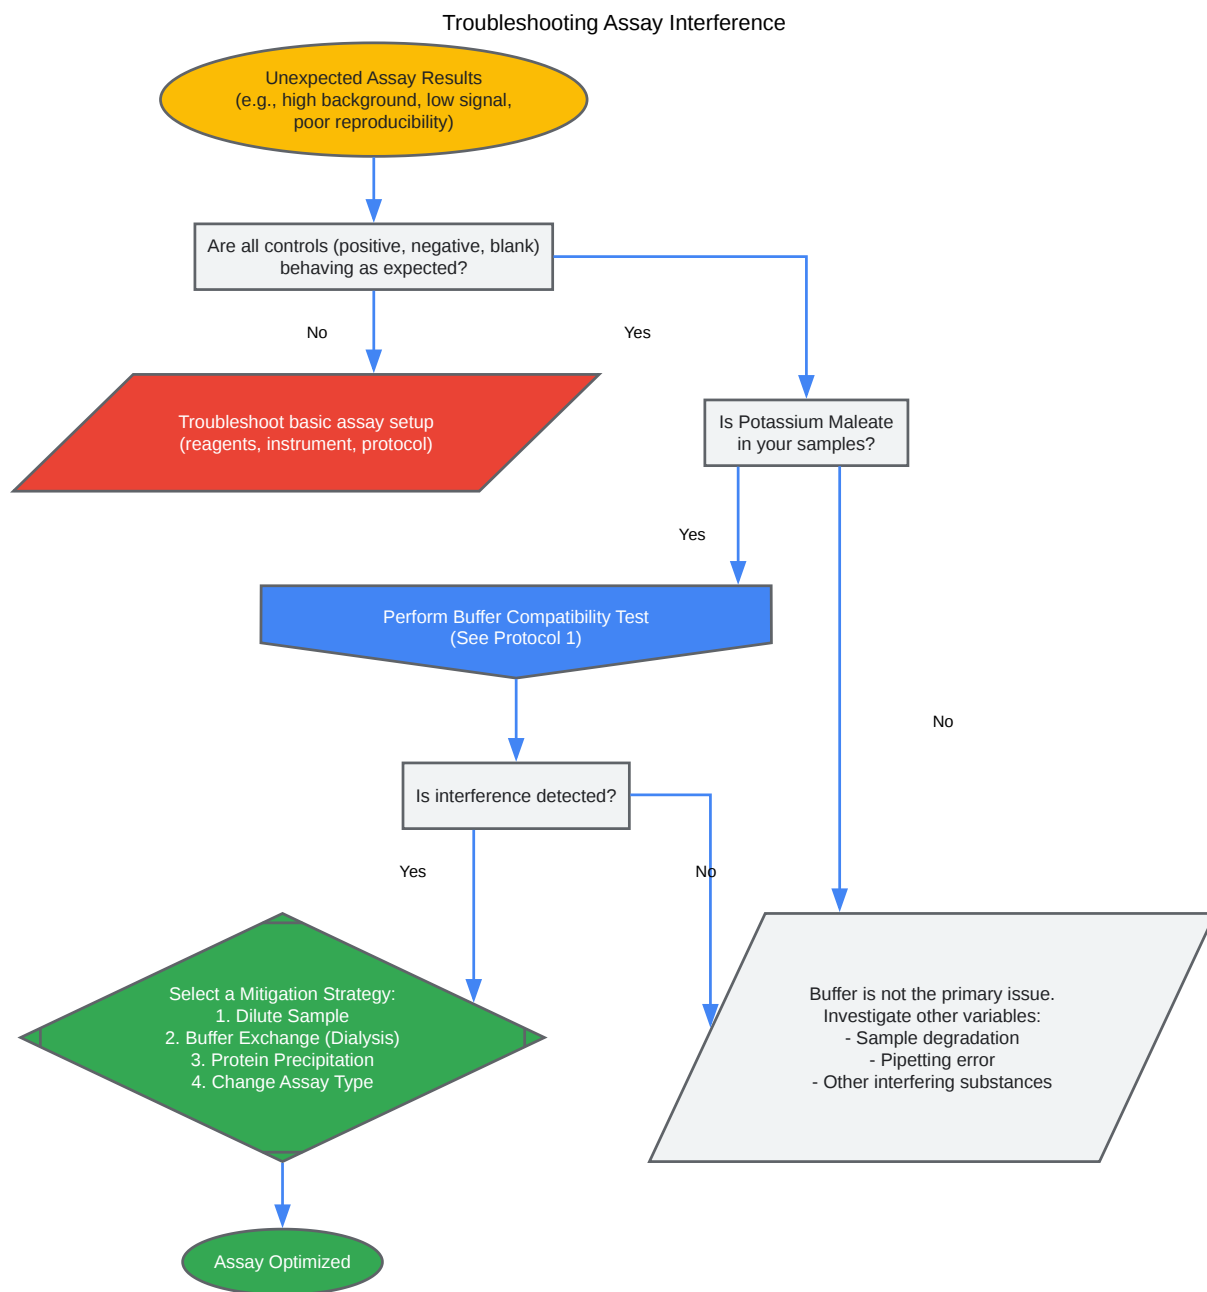 Troubleshooting Assay Interference
Unexpected Assay Results
(e.g., high background, low signal,
poor reproducibility)
Are all controls (positive, negative, blank)
behaving as expected?
No
Yes
Troubleshoot basic assay setup
(reagents, instrument, protocol)
Is Potassium Maleate
in your samples?
Yes
Perform Buffer Compatibility Test
(See Protocol 1)
No
Is interference detected?
Yes
No
Select a Mitigation Strategy:
1. Dilute Sample
2. Buffer Exchange (Dialysis)
3. Protein Precipitation
4. Change Assay Type
Buffer is not the primary issue.
Investigate other variables:
- Sample degradation
- Pipetting error
- Other interfering substances
Assay Optimized